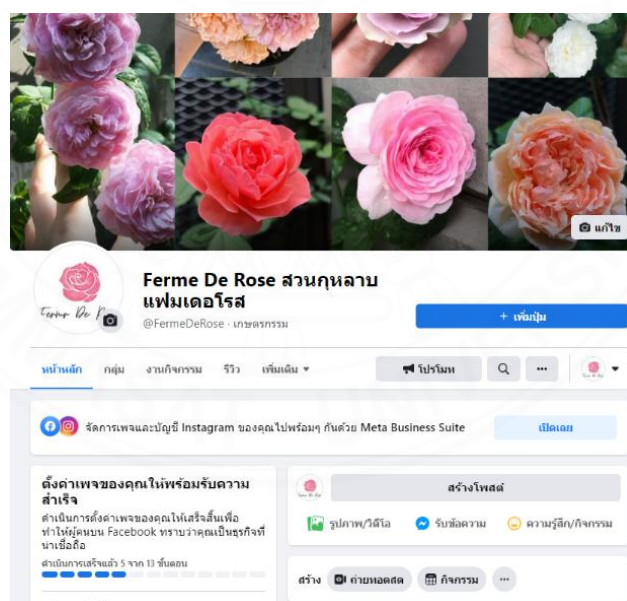 แก้ไข
Ferme De Rose สวนกุหลาบ
แฟมเดอโรส
@FermeDeRose · เกษตรกรรม
+ เพิ่มปุ่ม
หน้าหลัก กลุ่ม งานกิจกรรม รีวิว เพิ่มเติม
โปรโมท
จัดการเพจและบัญชี Instagram ของคุณไปพร้อมๆ กันด้วย Meta Business Suite
เปิดเลย
ตั้งค่าเพจของคุณให้พร้อมรับความ
สำเร็จ
ดำเนินการตั้งค่าเพจของคุณให้เสร็จสิ้นเพื่อ
ทำให้ผู้คนบน Facebook ทราบว่าคุณเป็นธุรกิจที่
น่าเชื่อถือ
ดำเนินการเสร็จแล้ว 5 จาก 13 ขั้นตอน
สร้างโพสต์
รูปภาพ/วิดีโอ รับข้อความ ความรู้สึก/กิจกรรม
สร้าง ถ่ายทอดสด กิจกรรม